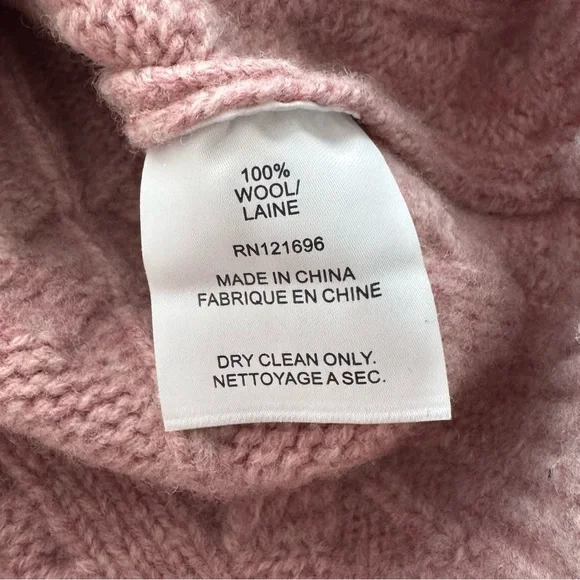 100%
WOOL/
LAINE
RN121696
MADE IN CHINA
FABRIQUE EN CHINE
DRY CLEAN ONLY.
NETTOYAGE A SEC.